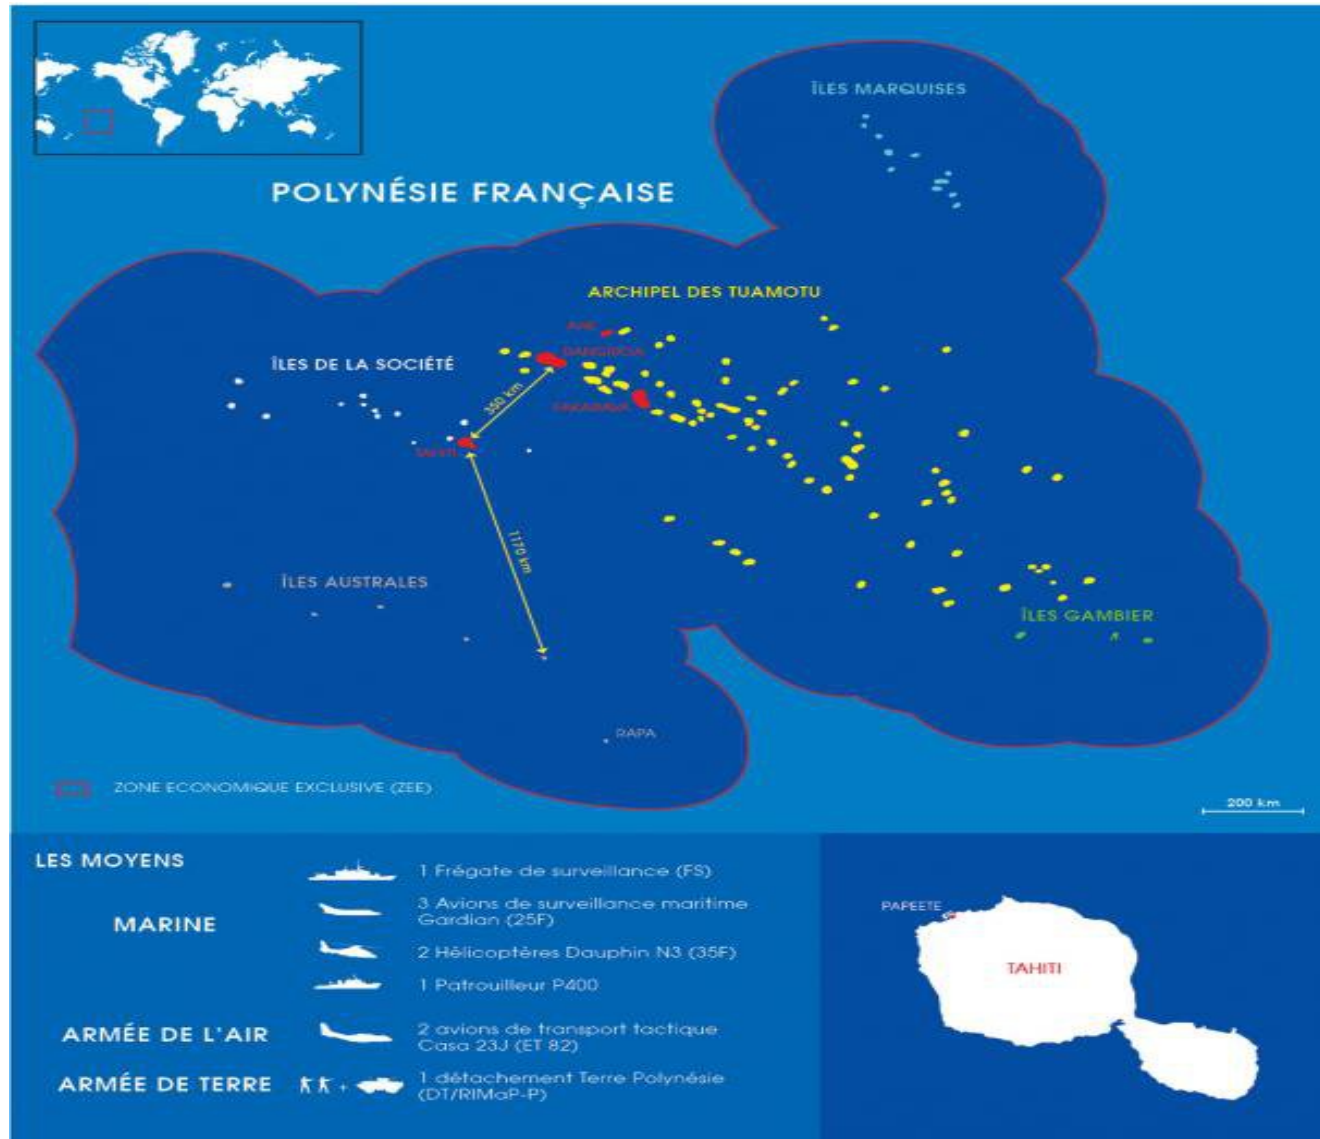 POLYNÉSIE FRANÇAISE
ÎLES MARQUISES
ARCHIPEL DES TUAMOTU
RANGIROA
ÎLES DE LA SOCIÉTÉ
350 km
FAKARAVA
TAHITI
1170 km
ÎLES AUSTRALES
ÎLES GAMBIER
RAPA
ZONE ECONOMIQUE EXCLUSIVE (ZEE)
200 km
LES MOYENS
MARINE
1 Frégate de surveillance (FS)
3 Avions de surveillance maritime
Gardian (25F)
2 Hélicoptères Dauphin N3 (35F)
1 Patrouilleur P400
ARMÉE DE L'AIR
2 avions de transport tactique
Casa 23J (ET 82)
ARMÉE DE TERRE
+
1 détachement Terre Polynésie
(DT/RIMaP-P)
PAPEETE
TAHITI